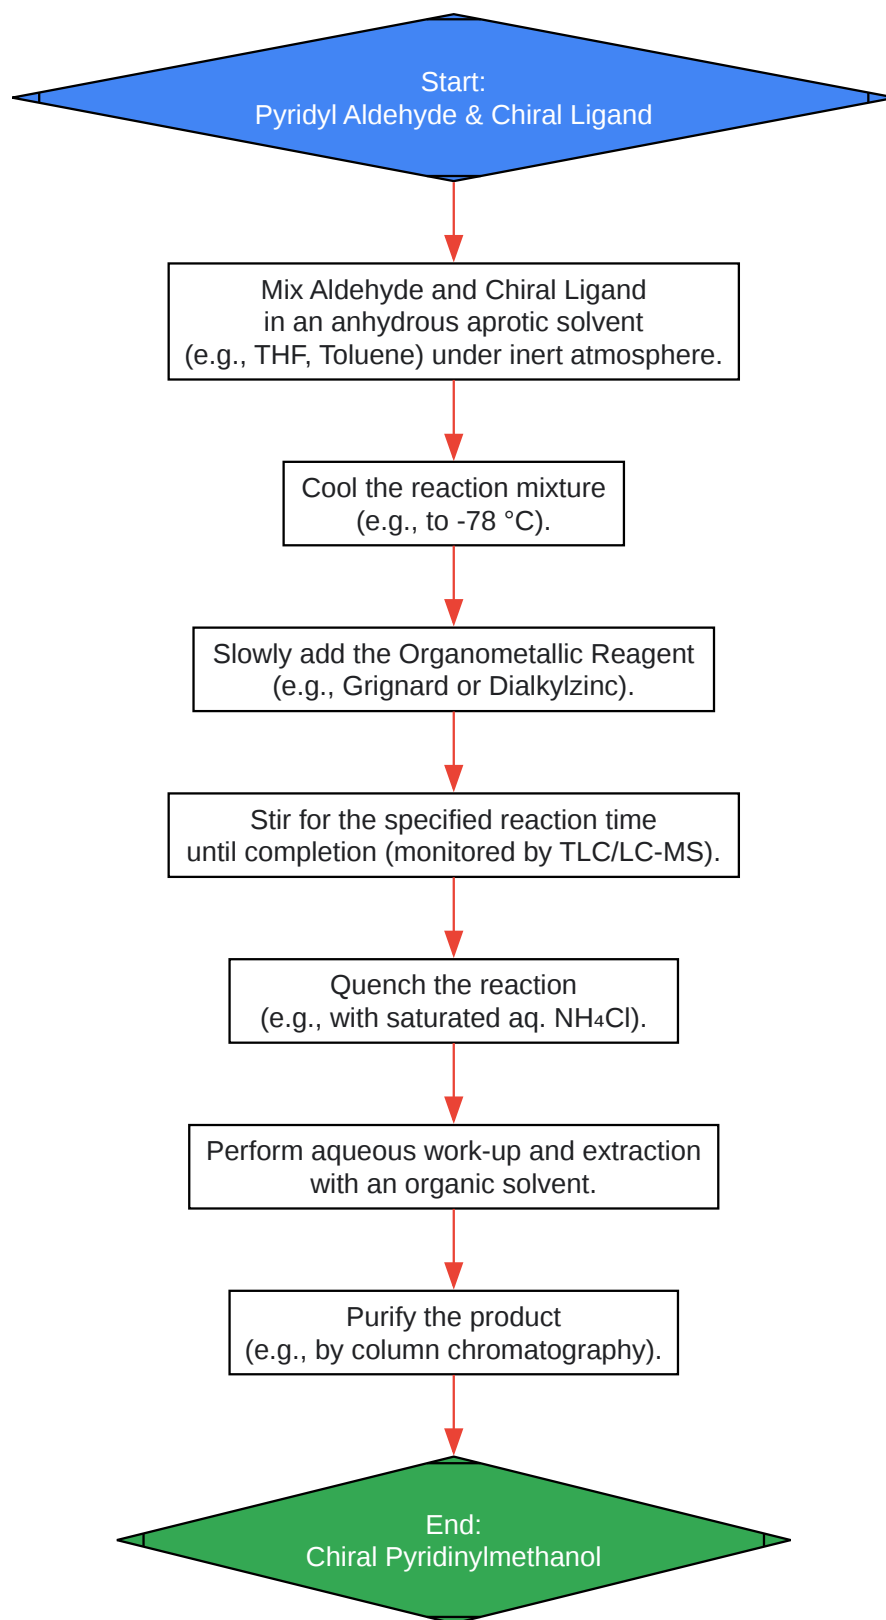 Start:
Pyridyl Aldehyde & Chiral Ligand
Mix Aldehyde and Chiral Ligand
in an anhydrous aprotic solvent
(e.g., THF, Toluene) under inert atmosphere.
Cool the reaction mixture
(e.g., to -78 °C).
Slowly add the Organometallic Reagent
(e.g., Grignard or Dialkylzinc).
Stir for the specified reaction time
until completion (monitored by TLC/LC-MS).
Quench the reaction
(e.g., with saturated aq. NH₄Cl).
Perform aqueous work-up and extraction
with an organic solvent.
Purify the product
(e.g., by column chromatography).
End:
Chiral Pyridinylmethanol